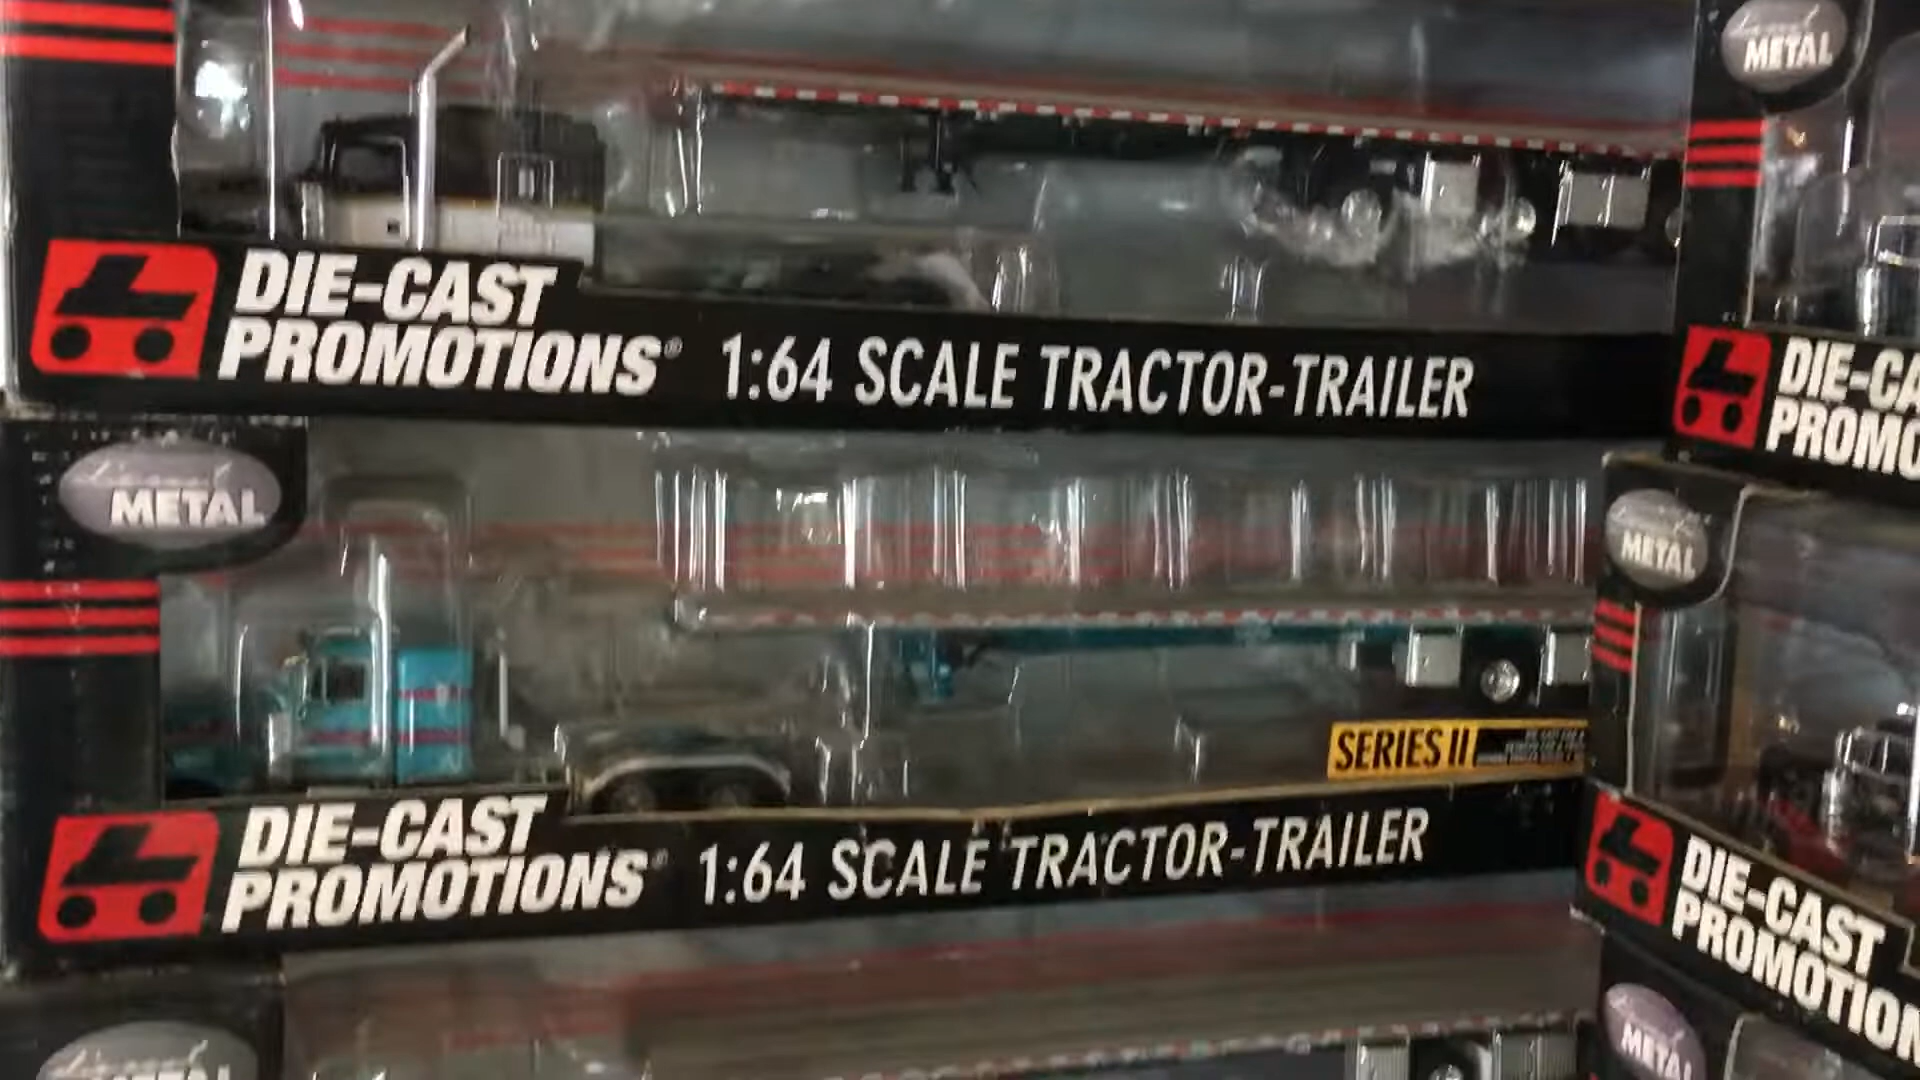 METAL
DIE-CAST
PROMOTIONS®
1:64 SCALE TRACTOR-TRAILER
DIE-CA
PROMO
METAL
METAL
SERIES II
DIE-CAST
PROMOTIONS®
1:64 SCALE TRACTOR-TRAILER
DIE-CAST
PROMOTION
METAL
METAL